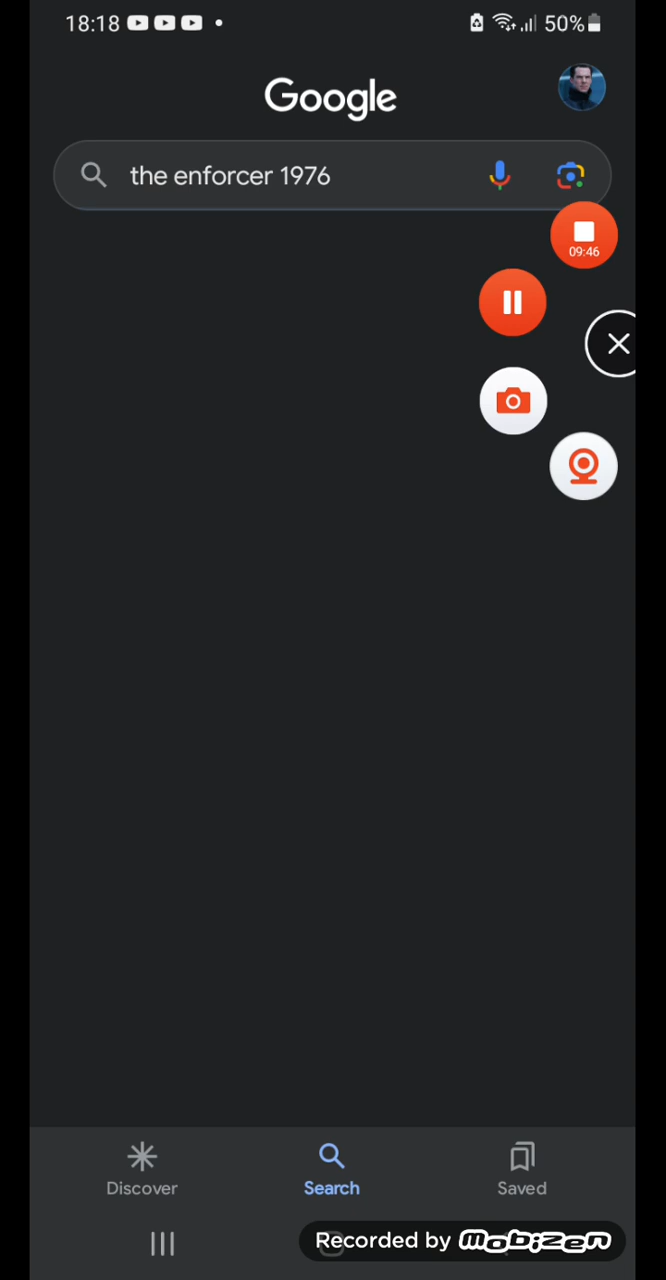 18:18 50%
Google
the enforcer 1976
09:46
Discover Search Saved
Recorded by mobizen